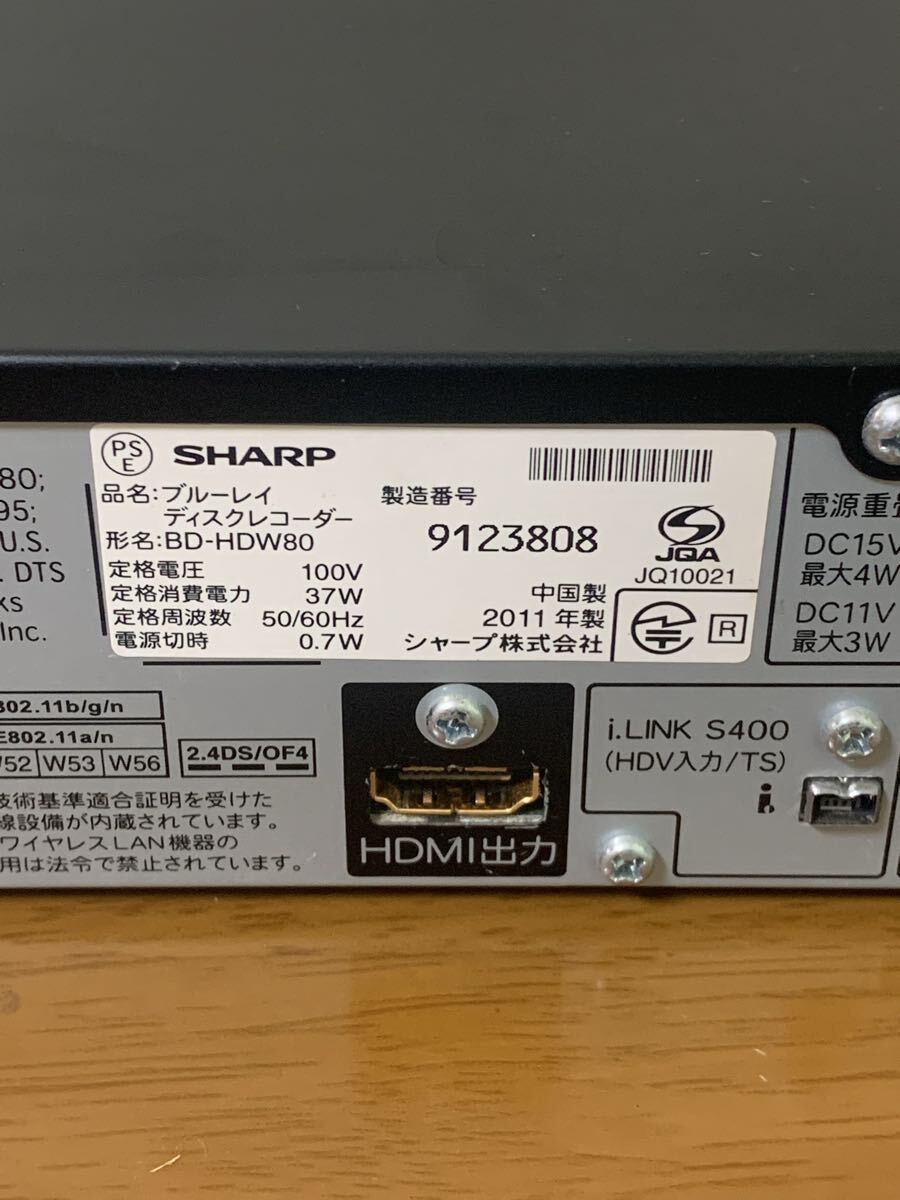 80;
95;
U.S.
. DTS
ks
Inc.
PS
E
SHARP
品名:ブルーレイ
ディスクレコーダー
形名:BD-HDW80
定格電圧 100V
定格消費電力 37W
定格周波数 50/60Hz
電源切時 0.7W
製造番号
9123808
中国製
2011年製
シャープ株式会社
JQA
JQ10021
R
電源重畳
DC15V
最大4W
DC11V
最大3W
802.11b/g/n
E802.11a/n
W52 W53 W56
2.4DS/OF4
技術基準適合証明を受けた
線設備が内蔵されています。
ワイヤレスLAN機器の
用は法令で禁止されています。
HDMI出力
i.LINK S400
(HDV入力/TS)